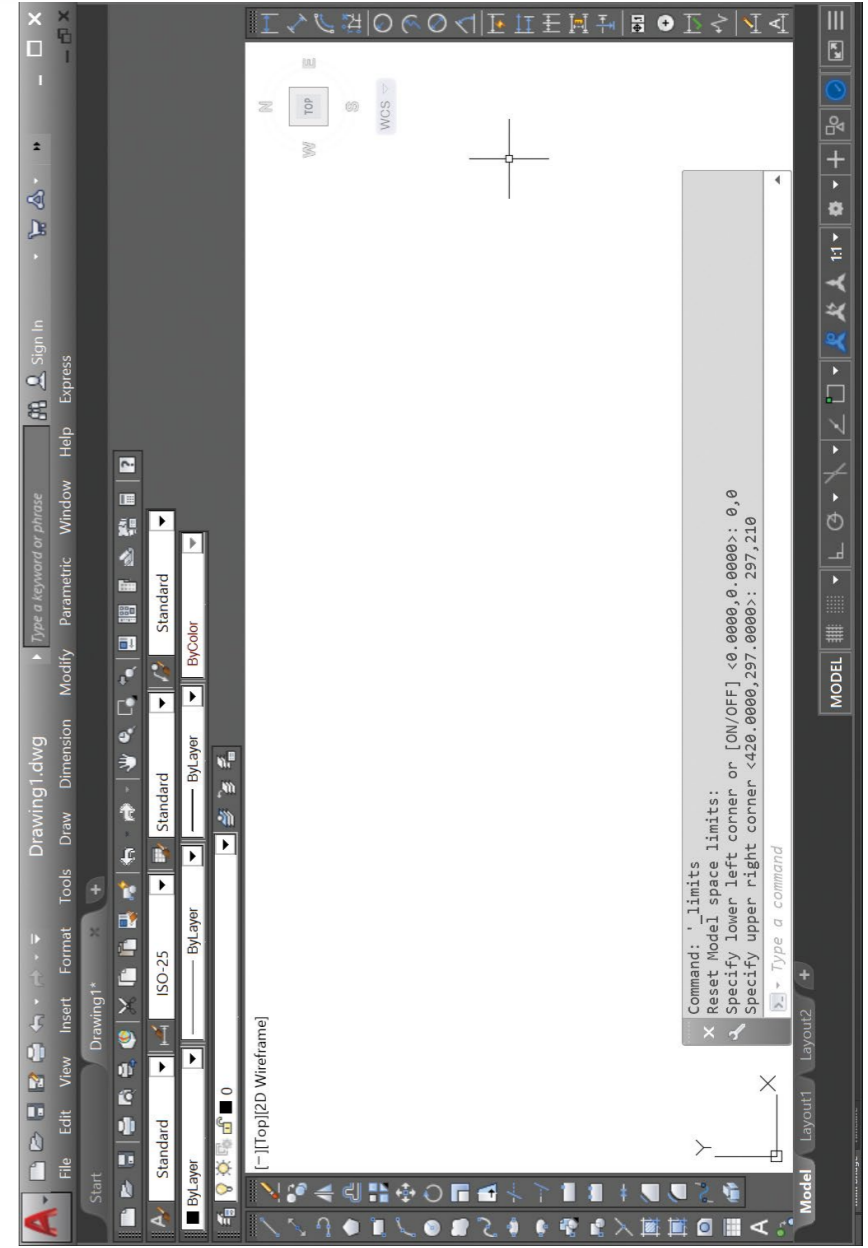 Drawing1.dwg
Type a keyword or phrase
Sign In
File Edit View Insert Format Tools Draw Dimension Modify Parametric Window Help Express
Start Drawing1*
Standard ISO-25 Standard Standard
ByLayer ByLayer ByLayer ByColor
0
[−][Top][2D Wireframe]
N
W TOP E
S
WCS
Y
X
Command: '_limits
Reset Model space limits:
Specify lower left corner or [ON/OFF] <0.0000,0.0000>: 0,0
Specify upper right corner <420.0000,297.0000>: 297,210
Type a command
Model Layout1 Layout2
MODEL 1:1